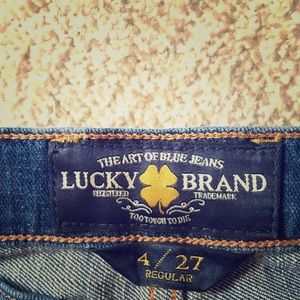 THE ART OF BLUE JEANS
LUCKY BRAND
REGISTERED TRADEMARK
TOO TOUGH TO DIE
4 27
REGULAR